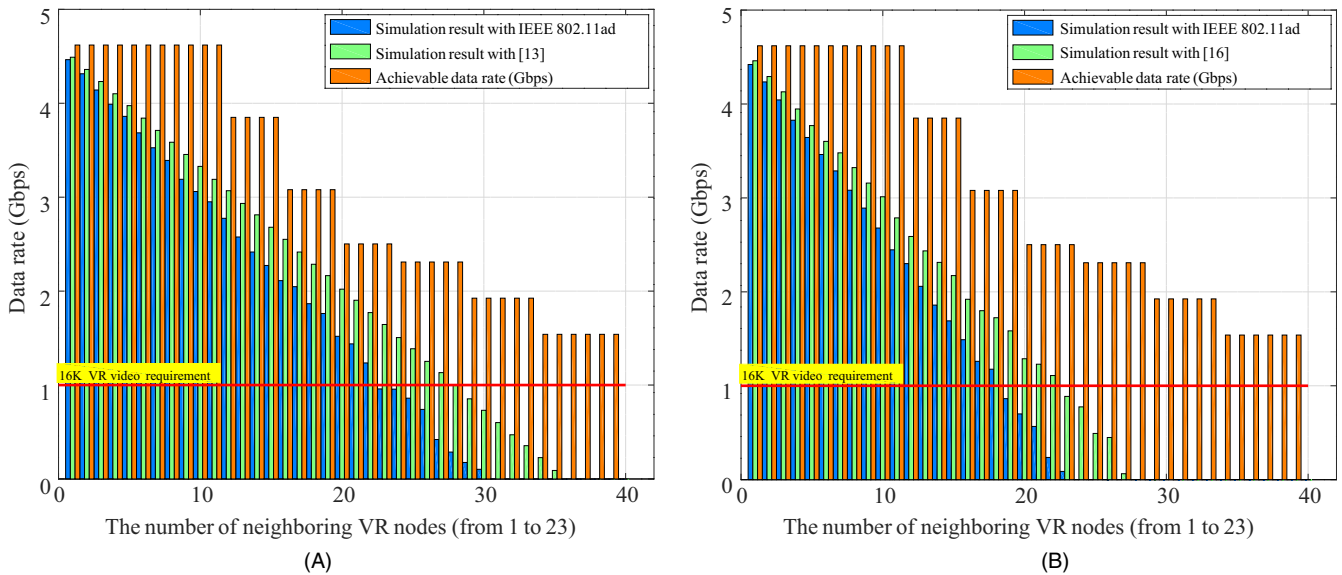 5
4
3
2
1
0
Data rate (Gbps)
Simulation result with IEEE 802.11ad
Simulation result with [13]
Achievable data rate (Gbps)
16K VR video requirement
0 10 20 30 40
The number of neighboring VR nodes (from 1 to 23)
(A)
5
4
3
2
1
0
Data rate (Gbps)
Simulation result with IEEE 802.11ad
Simulation result with [16]
Achievable data rate (Gbps)
16K VR video requirement
0 10 20 30 40
The number of neighboring VR nodes (from 1 to 23)
(B)